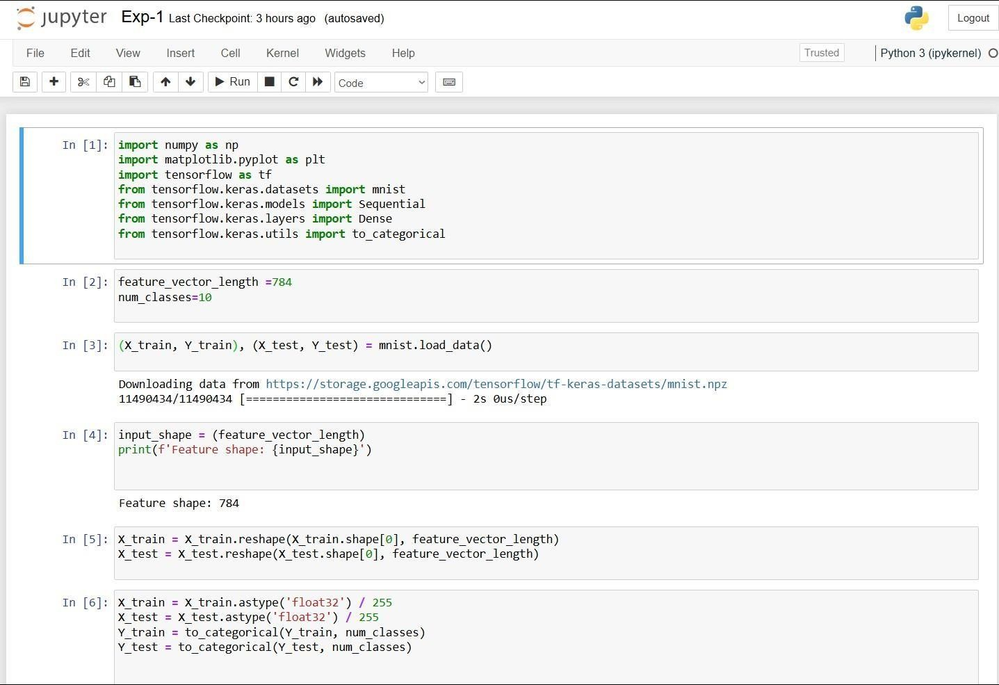 jupyter Exp-1 Last Checkpoint: 3 hours ago (autosaved) Logout
File Edit View Insert Cell Kernel Widgets Help Trusted Python 3 (ipykernel)
Run Code
In [1]: import numpy as np
import matplotlib.pyplot as plt
import tensorflow as tf
from tensorflow.keras.datasets import mnist
from tensorflow.keras.models import Sequential
from tensorflow.keras.layers import Dense
from tensorflow.keras.utils import to_categorical
In [2]: feature_vector_length =784
num_classes=10
In [3]: (X_train, Y_train), (X_test, Y_test) = mnist.load_data()
Downloading data from https://storage.googleapis.com/tensorflow/tf-keras-datasets/mnist.npz
11490434/11490434 [==============================] - 2s 0us/step
In [4]: input_shape = (feature_vector_length)
print(f'Feature shape: {input_shape}')
Feature shape: 784
In [5]: X_train = X_train.reshape(X_train.shape[0], feature_vector_length)
X_test = X_test.reshape(X_test.shape[0], feature_vector_length)
In [6]: X_train = X_train.astype('float32') / 255
X_test = X_test.astype('float32') / 255
Y_train = to_categorical(Y_train, num_classes)
Y_test = to_categorical(Y_test, num_classes)